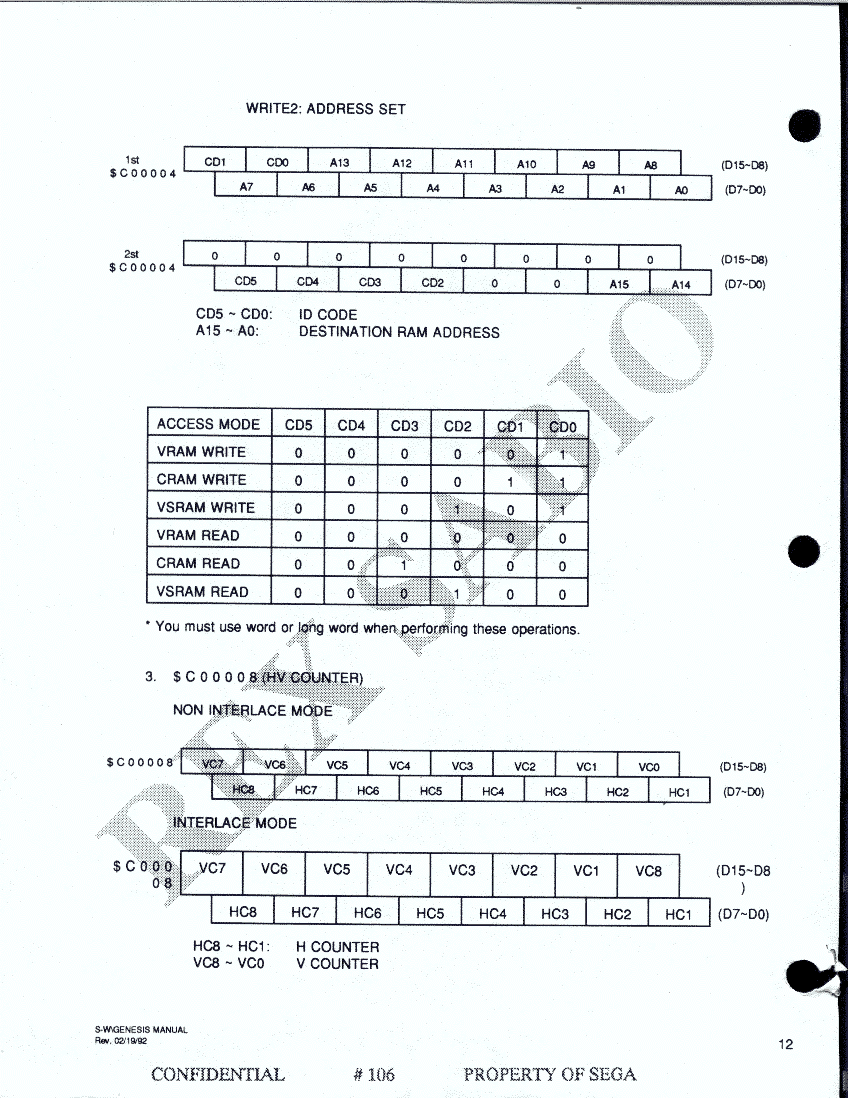 WRITE2: ADDRESS SET
1st
$C00004
CD1 CD0 A13 A12 A11 A10 A9 A8 (D15~D8)
A7 A6 A5 A4 A3 A2 A1 A0 (D7~D0)
2st
$C00004
0 0 0 0 0 0 0 0 (D15~D8)
CD5 CD4 CD3 CD2 0 0 A15 A14 (D7~D0)
CD5 ~ CD0: ID CODE
A15 ~ A0: DESTINATION RAM ADDRESS
ACCESS MODE CD5 CD4 CD3 CD2 CD1 CD0
VRAM WRITE 0 0 0 0 0 1
CRAM WRITE 0 0 0 0 1 1
VSRAM WRITE 0 0 0 1 0 1
VRAM READ 0 0 0 0 0 0
CRAM READ 0 0 1 0 0 0
VSRAM READ 0 0 0 1 0 0
* You must use word or long word when performing these operations.
3. $C00008 (HV COUNTER)
NON INTERLACE MODE
$C00008 VC7 VC6 VC5 VC4 VC3 VC2 VC1 VC0 (D15~D8)
HC8 HC7 HC6 HC5 HC4 HC3 HC2 HC1 (D7~D0)
INTERLACE MODE
$C000 VC7 VC6 VC5 VC4 VC3 VC2 VC1 VC8 (D15~D8
08 )
HC8 HC7 HC6 HC5 HC4 HC3 HC2 HC1 (D7~D0)
HC8 ~ HC1: H COUNTER
VC8 ~ VC0 V COUNTER
REX SABIO
S-W\GENESIS MANUAL
Rev. 02/19/92
12
CONFIDENTIAL # 106 PROPERTY OF SEGA